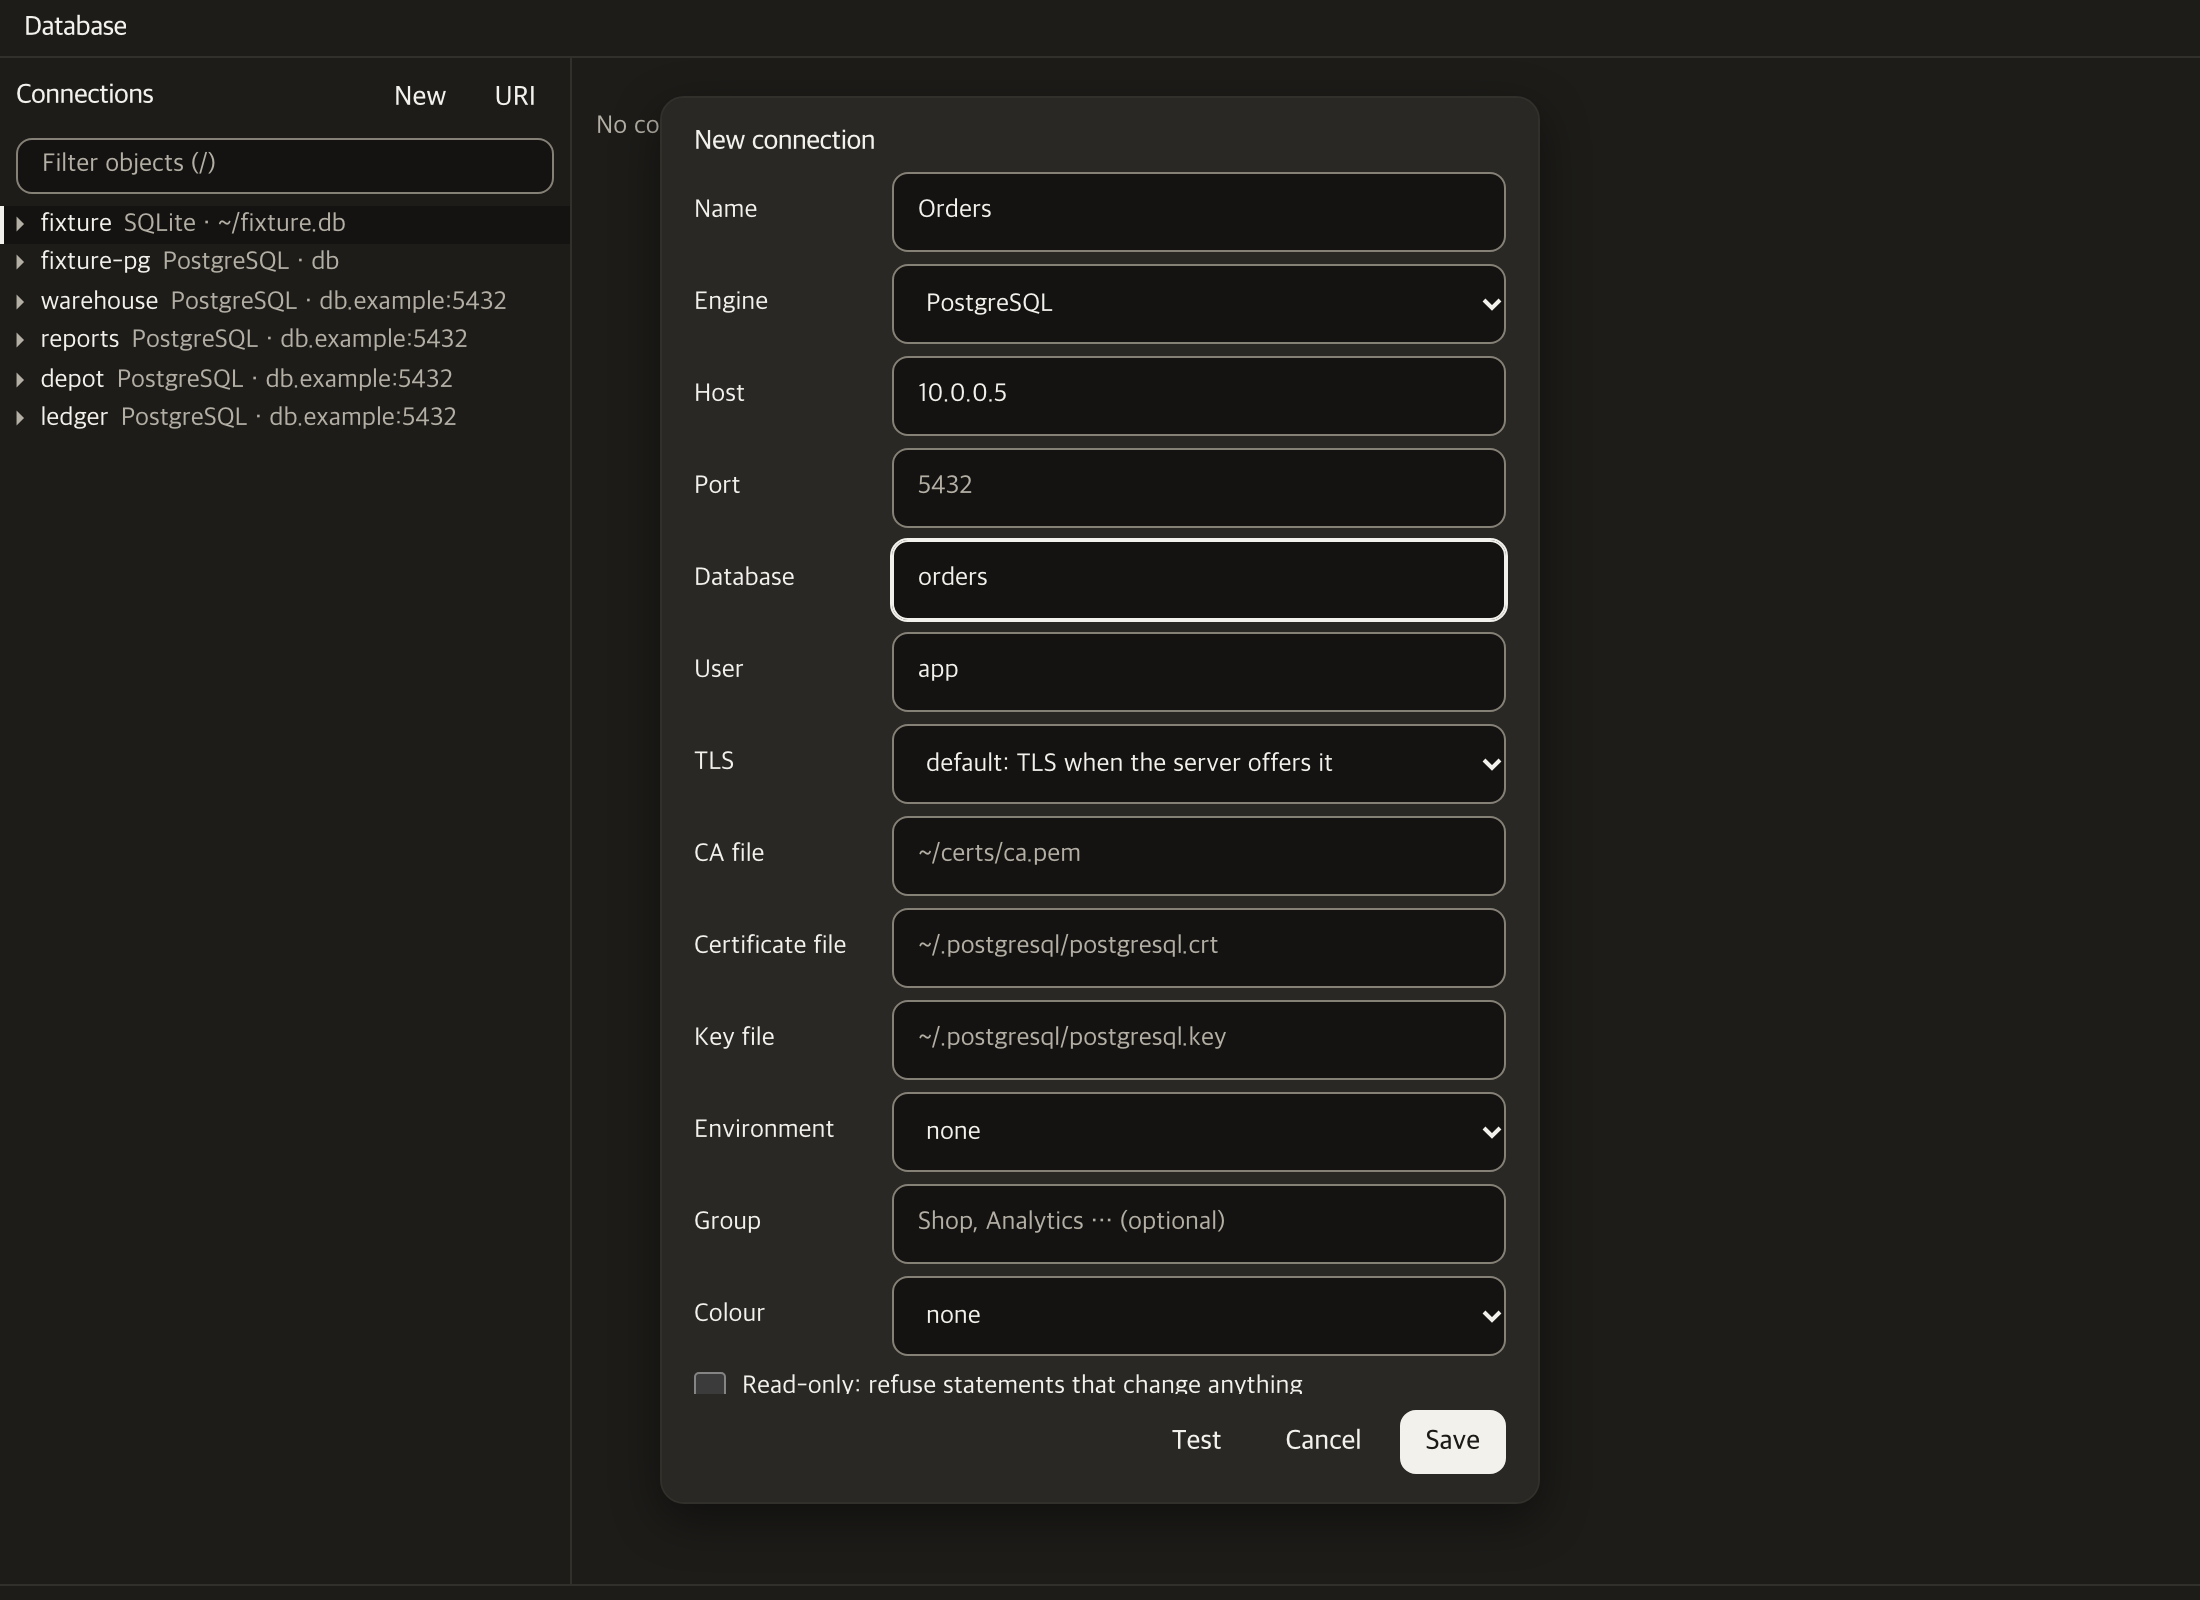 Database
Connections New URI
Filter objects (/)
fixture SQLite · ~/fixture.db
fixture-pg PostgreSQL · db
warehouse PostgreSQL · db.example:5432
reports PostgreSQL · db.example:5432
depot PostgreSQL · db.example:5432
ledger PostgreSQL · db.example:5432
No co
New connection
Name Orders
Engine PostgreSQL
Host 10.0.0.5
Port 5432
Database orders
User app
TLS default: TLS when the server offers it
CA file ~/certs/ca.pem
Certificate file ~/.postgresql/postgresql.crt
Key file ~/.postgresql/postgresql.key
Environment none
Group Shop, Analytics ··· (optional)
Colour none
Read-only: refuse statements that change anything
Test Cancel Save